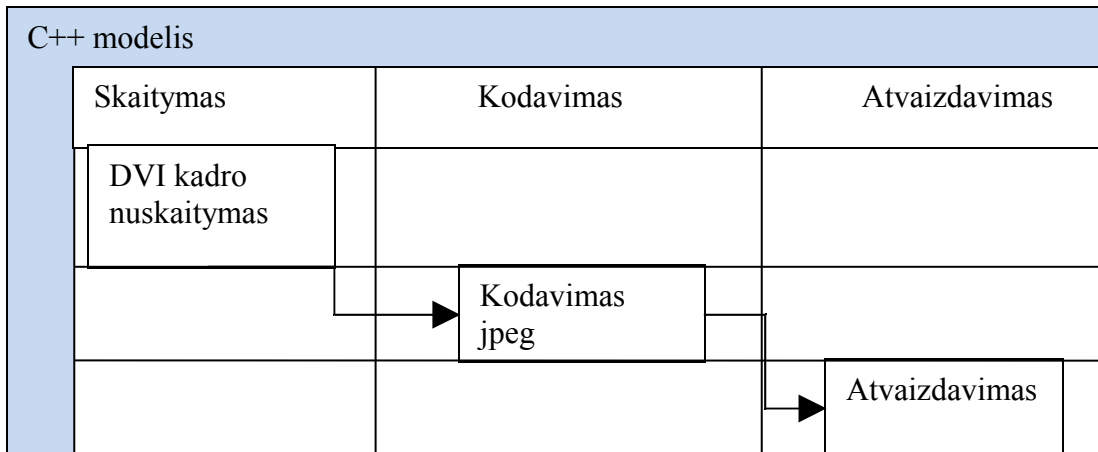 C++ modelis
Skaitymas
Kodavimas
Atvaizdavimas
DVI kadro
nuskaitymas
Kodavimas
jpeg
Atvaizdavimas